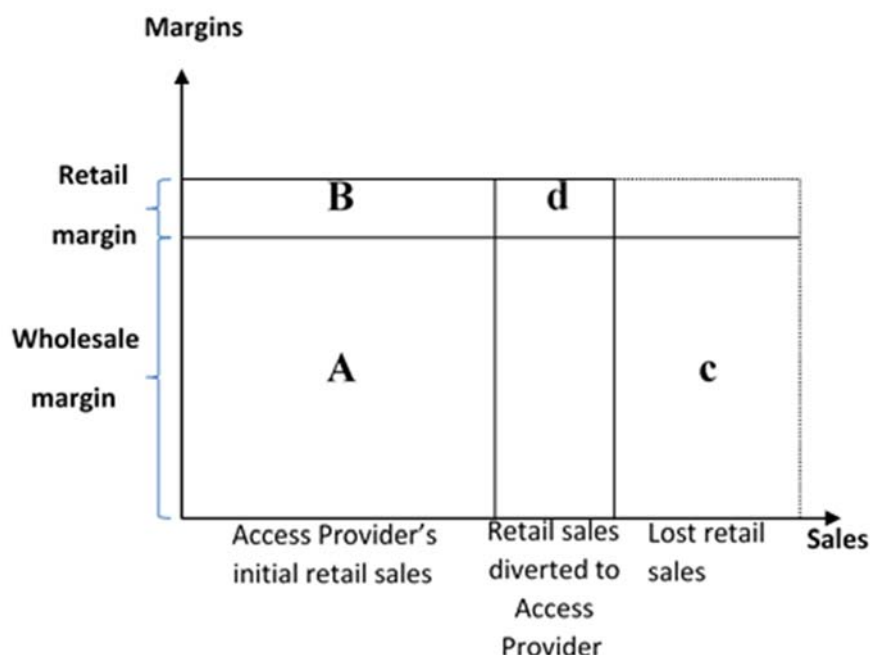 Margins
Retail
margin
Wholesale
margin
B
d
A
c
Access Provider's
initial retail sales
Retail sales
diverted to
Access
Provider
Lost retail
sales
Sales